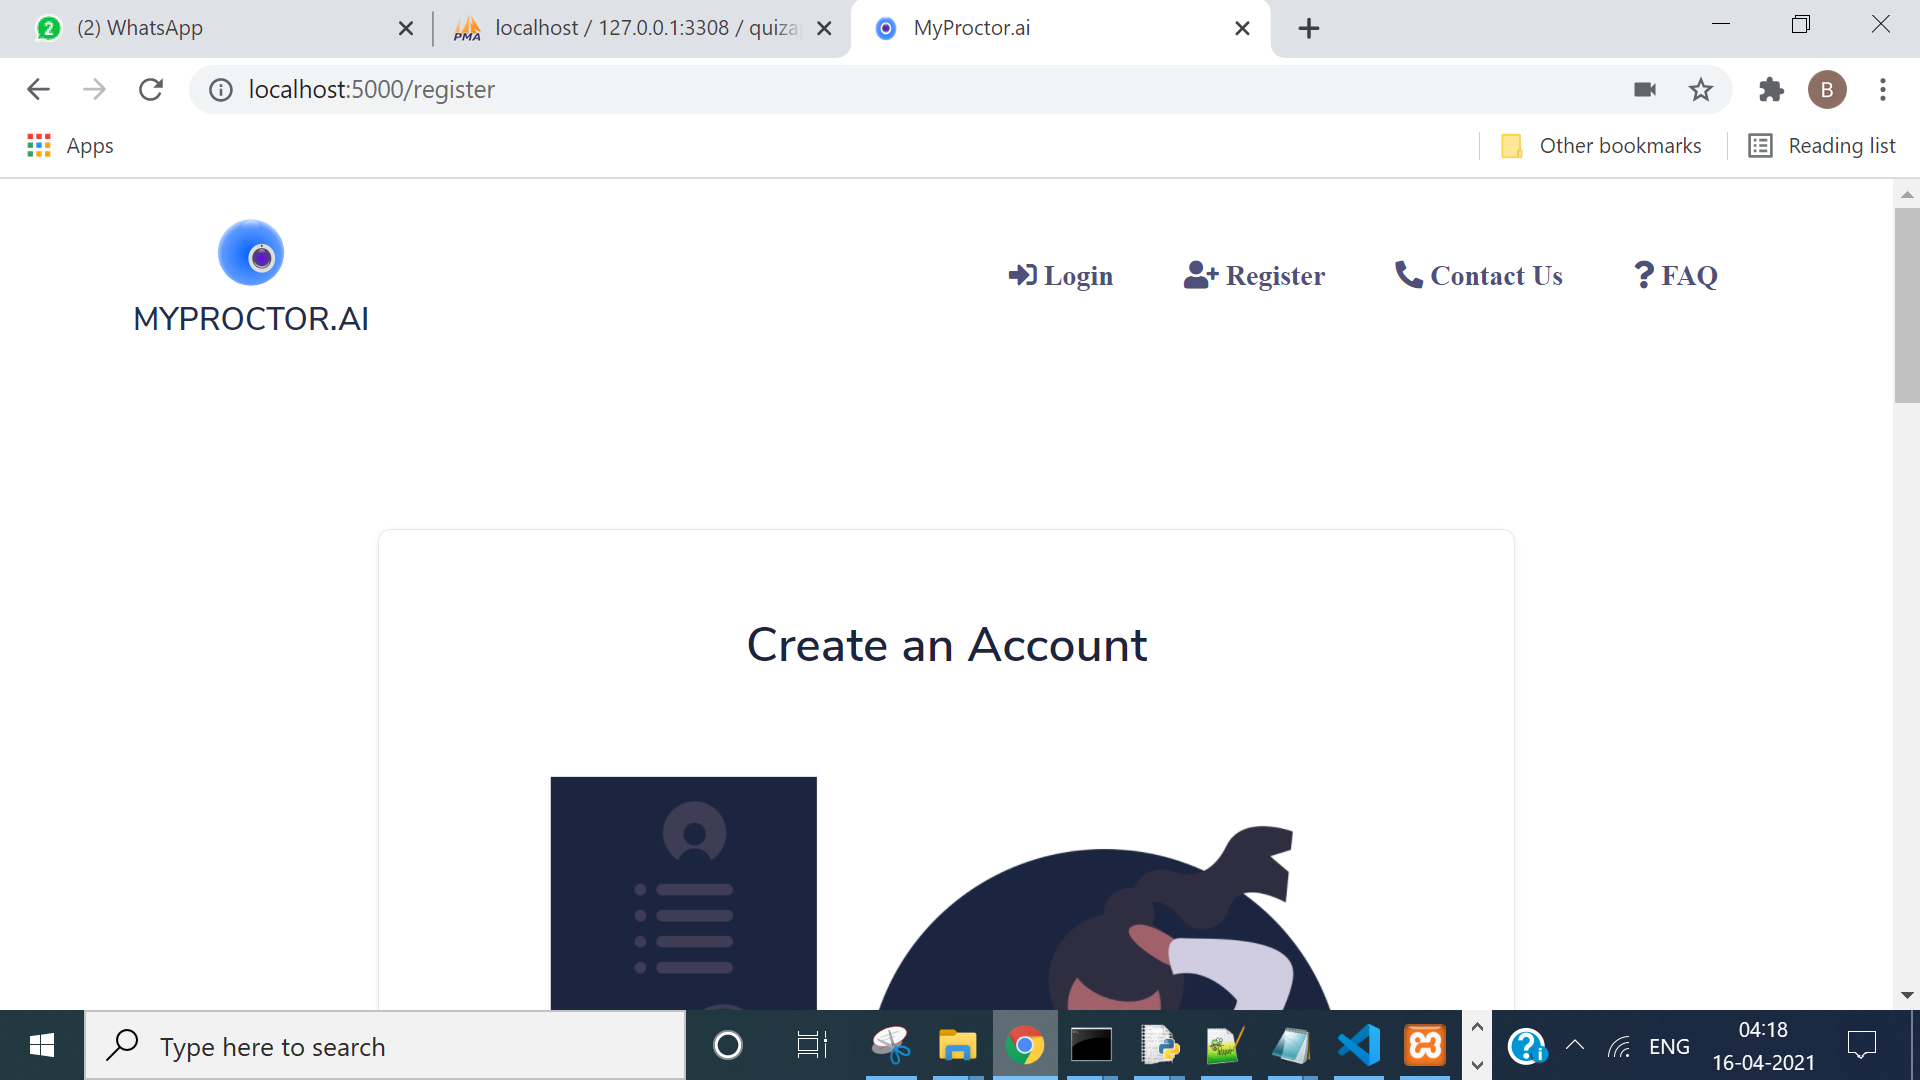 2 (2) WhatsApp
PMA localhost / 127.0.0.1:3308 / quiza
MyProctor.ai
localhost:5000/register
B
Apps
Other bookmarks
Reading list
MYPROCTOR.AI
Login
Register
Contact Us
FAQ
Create an Account
Type here to search
ENG
04:18
16-04-2021